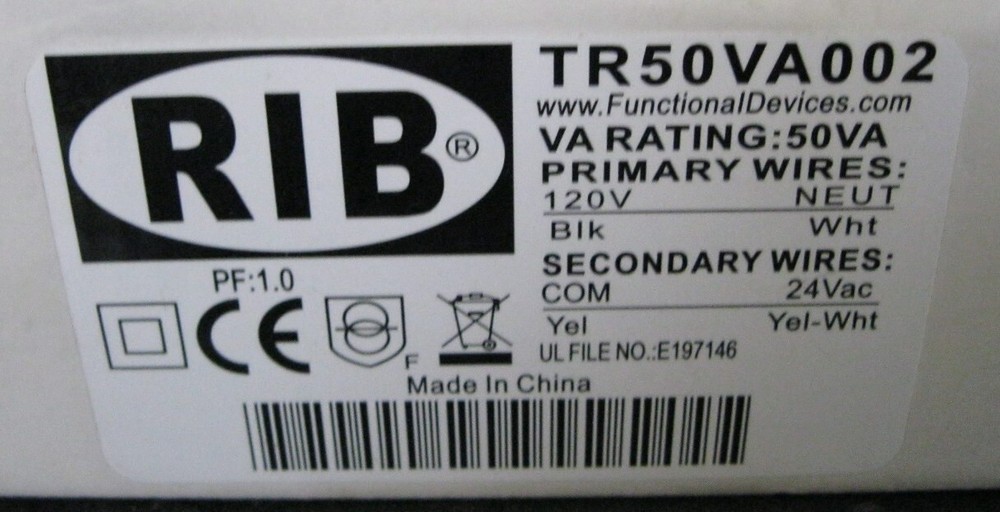 RIB®
TR50VA002
www.FunctionalDevices.com
VA RATING:50VA
PRIMARY WIRES:
120V NEUT
Blk Wht
SECONDARY WIRES:
COM 24Vac
Yel Yel-Wht
UL FILE NO.:E197146
PF:1.0
CE
F
Made In China